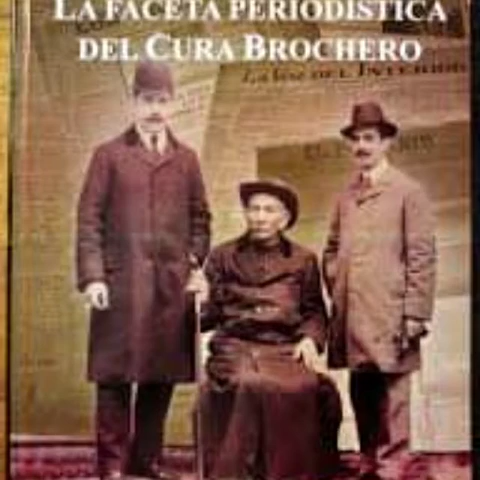 LA FACETA PERIODÍSTICA
DEL CURA BROCHERO
LA VOZ DEL INTERIOR